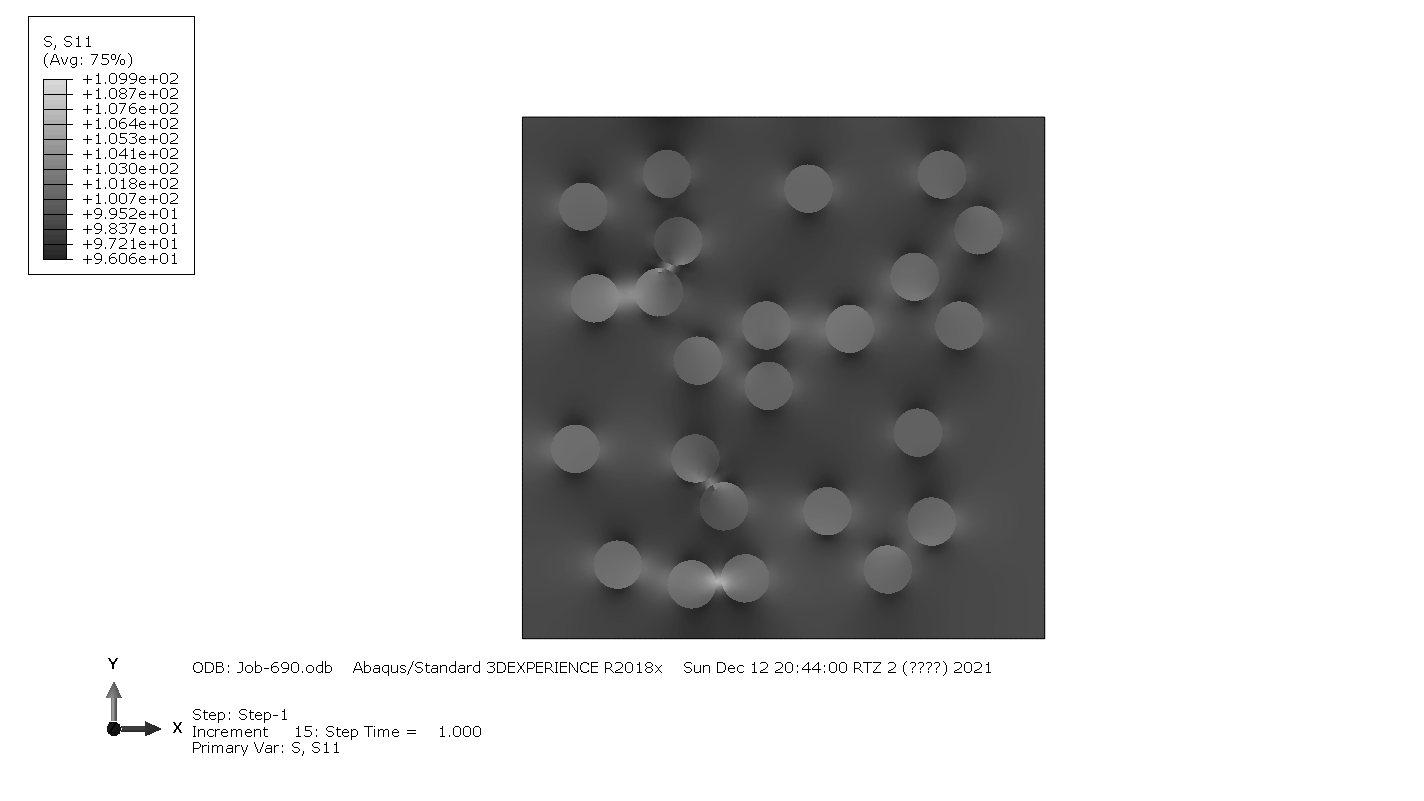 S, S11
(Avg: 75%)
+1.099e+02
+1.087e+02
+1.076e+02
+1.064e+02
+1.053e+02
+1.041e+02
+1.030e+02
+1.018e+02
+1.007e+02
+9.952e+01
+9.837e+01
+9.721e+01
+9.606e+01
Y
X
ODB: Job-690.odb    Abaqus/Standard 3DEXPERIENCE R2018x    Sun Dec 12 20:44:00 RTZ 2 (????) 2021
Step: Step-1
Increment     15: Step Time =    1.000
Primary Var: S, S11